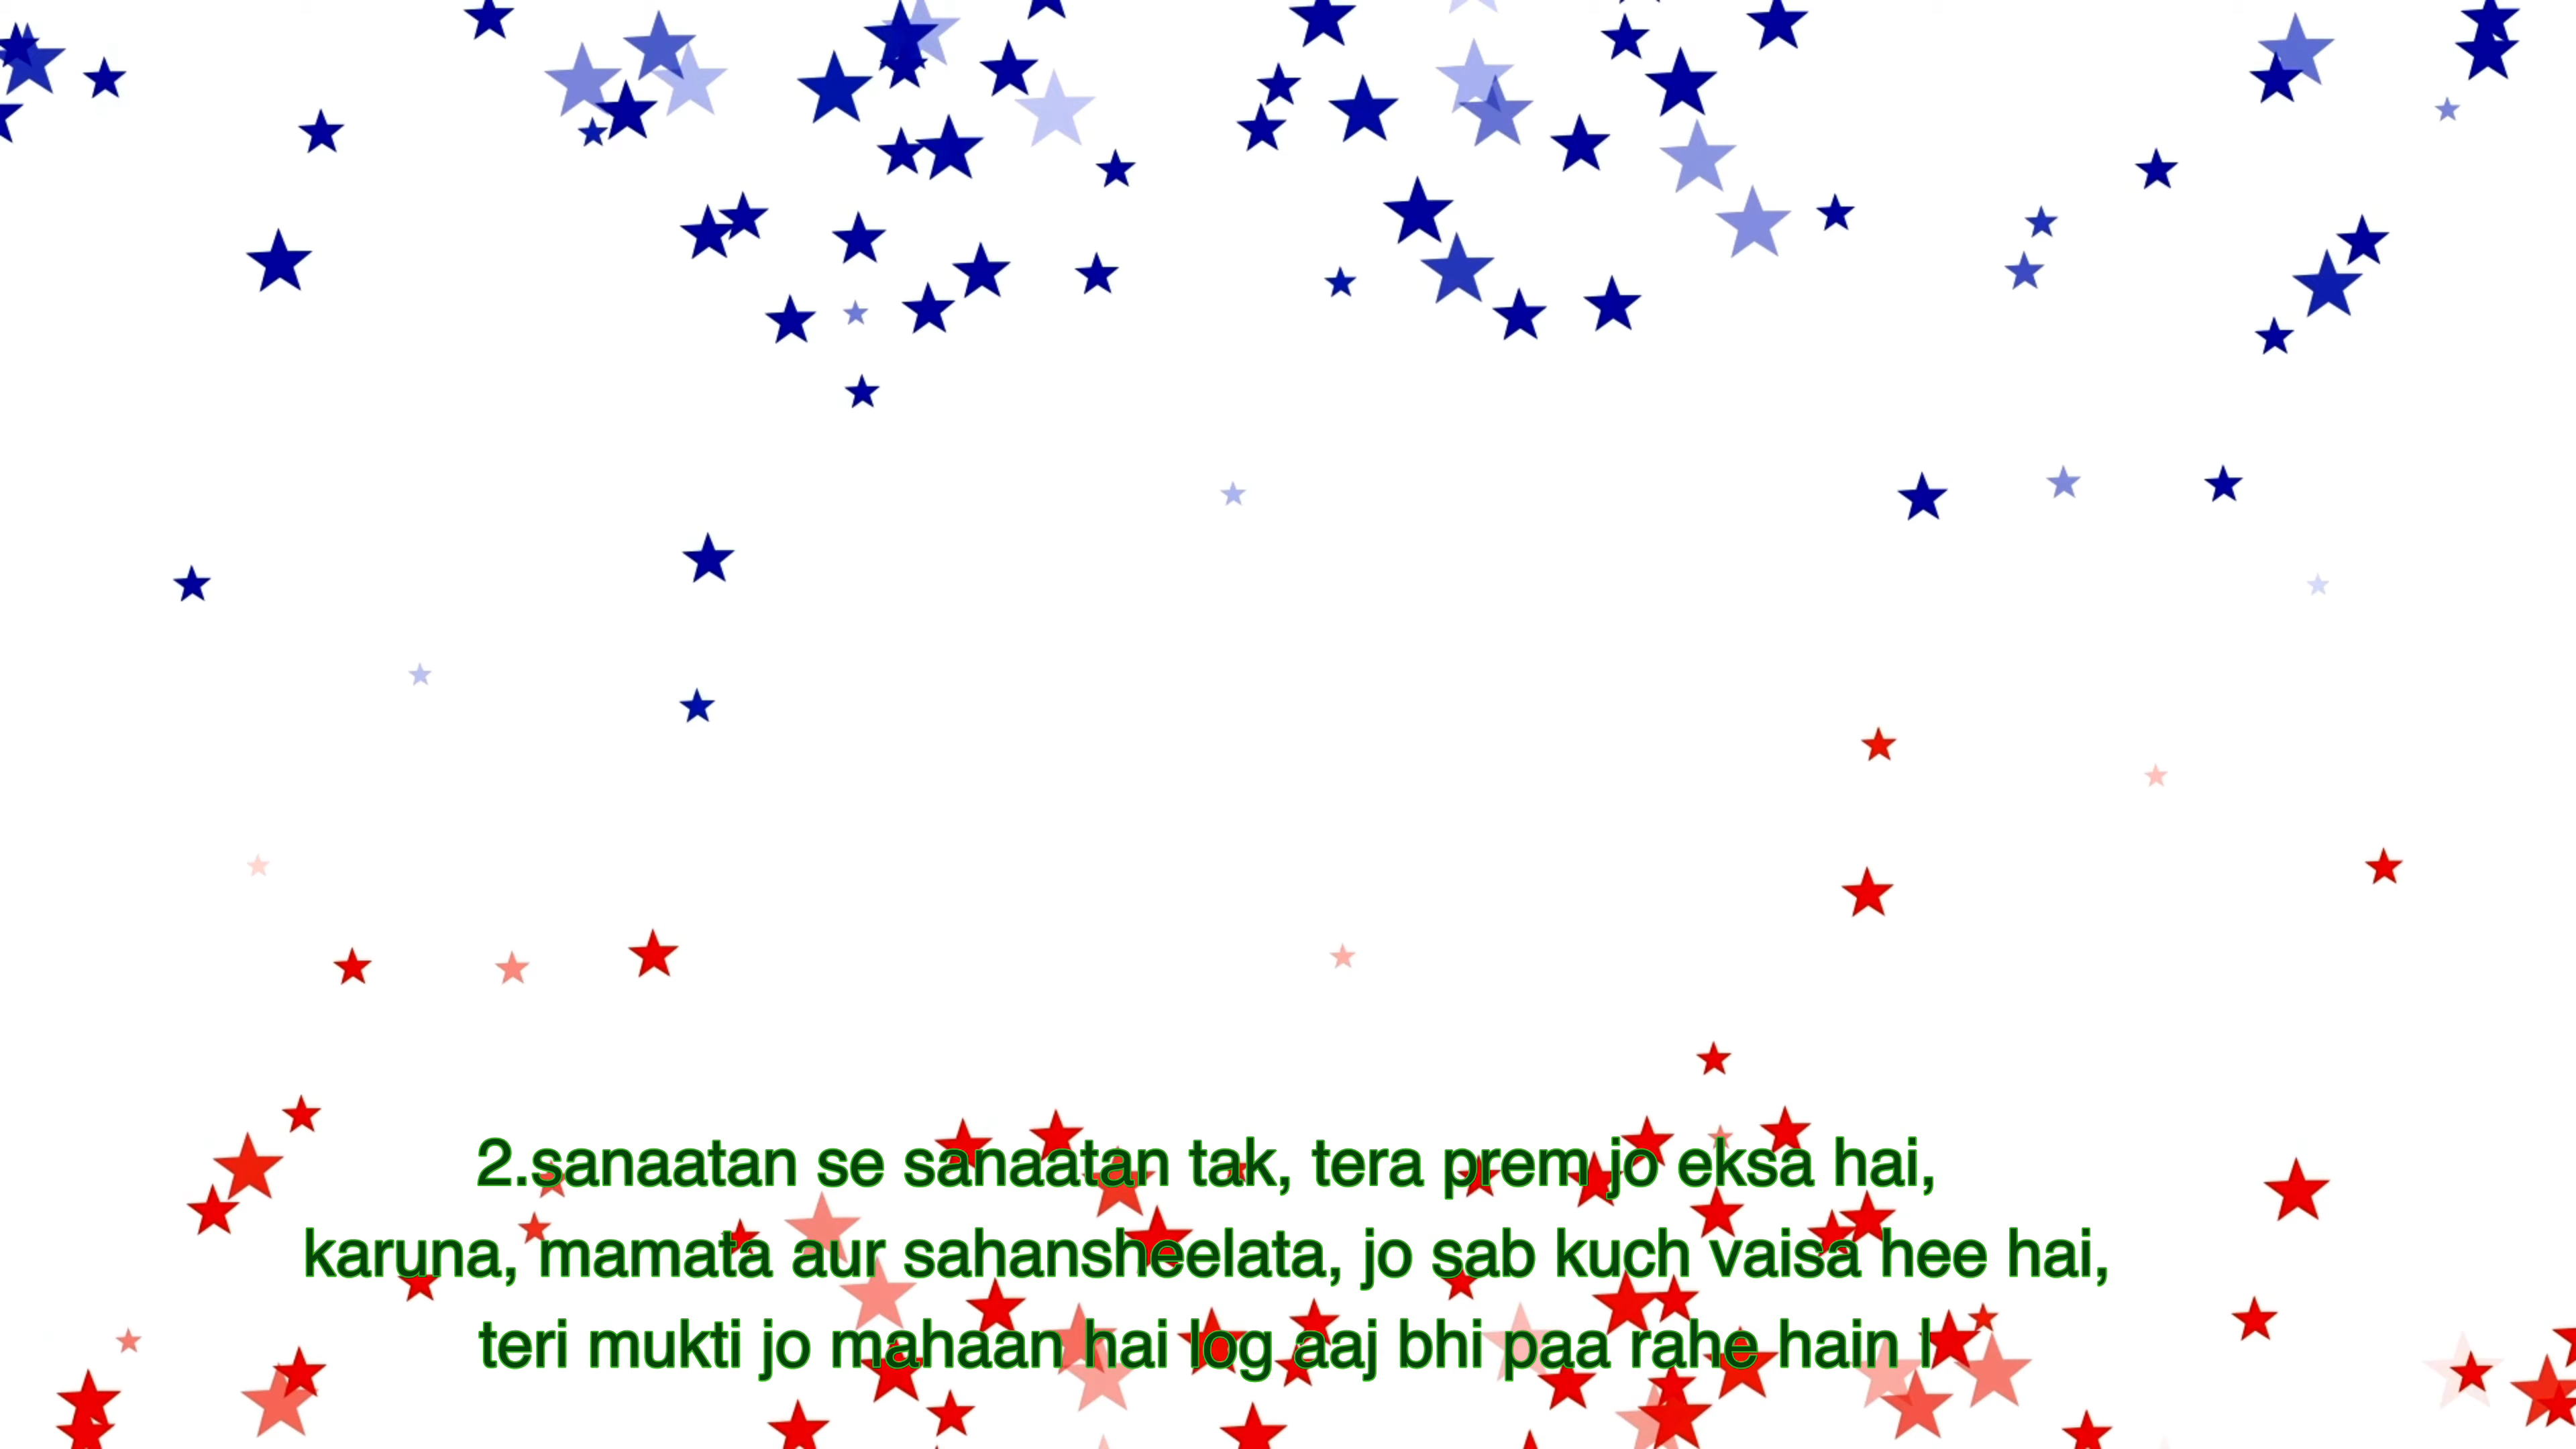 2.sanaatan se sanaatan tak, tera prem jo eksa hai,
karuna, mamata aur sahansheelata, jo sab kuch vaisa hee hai,
teri mukti jo mahaan hai log aaj bhi paa rahe hain l